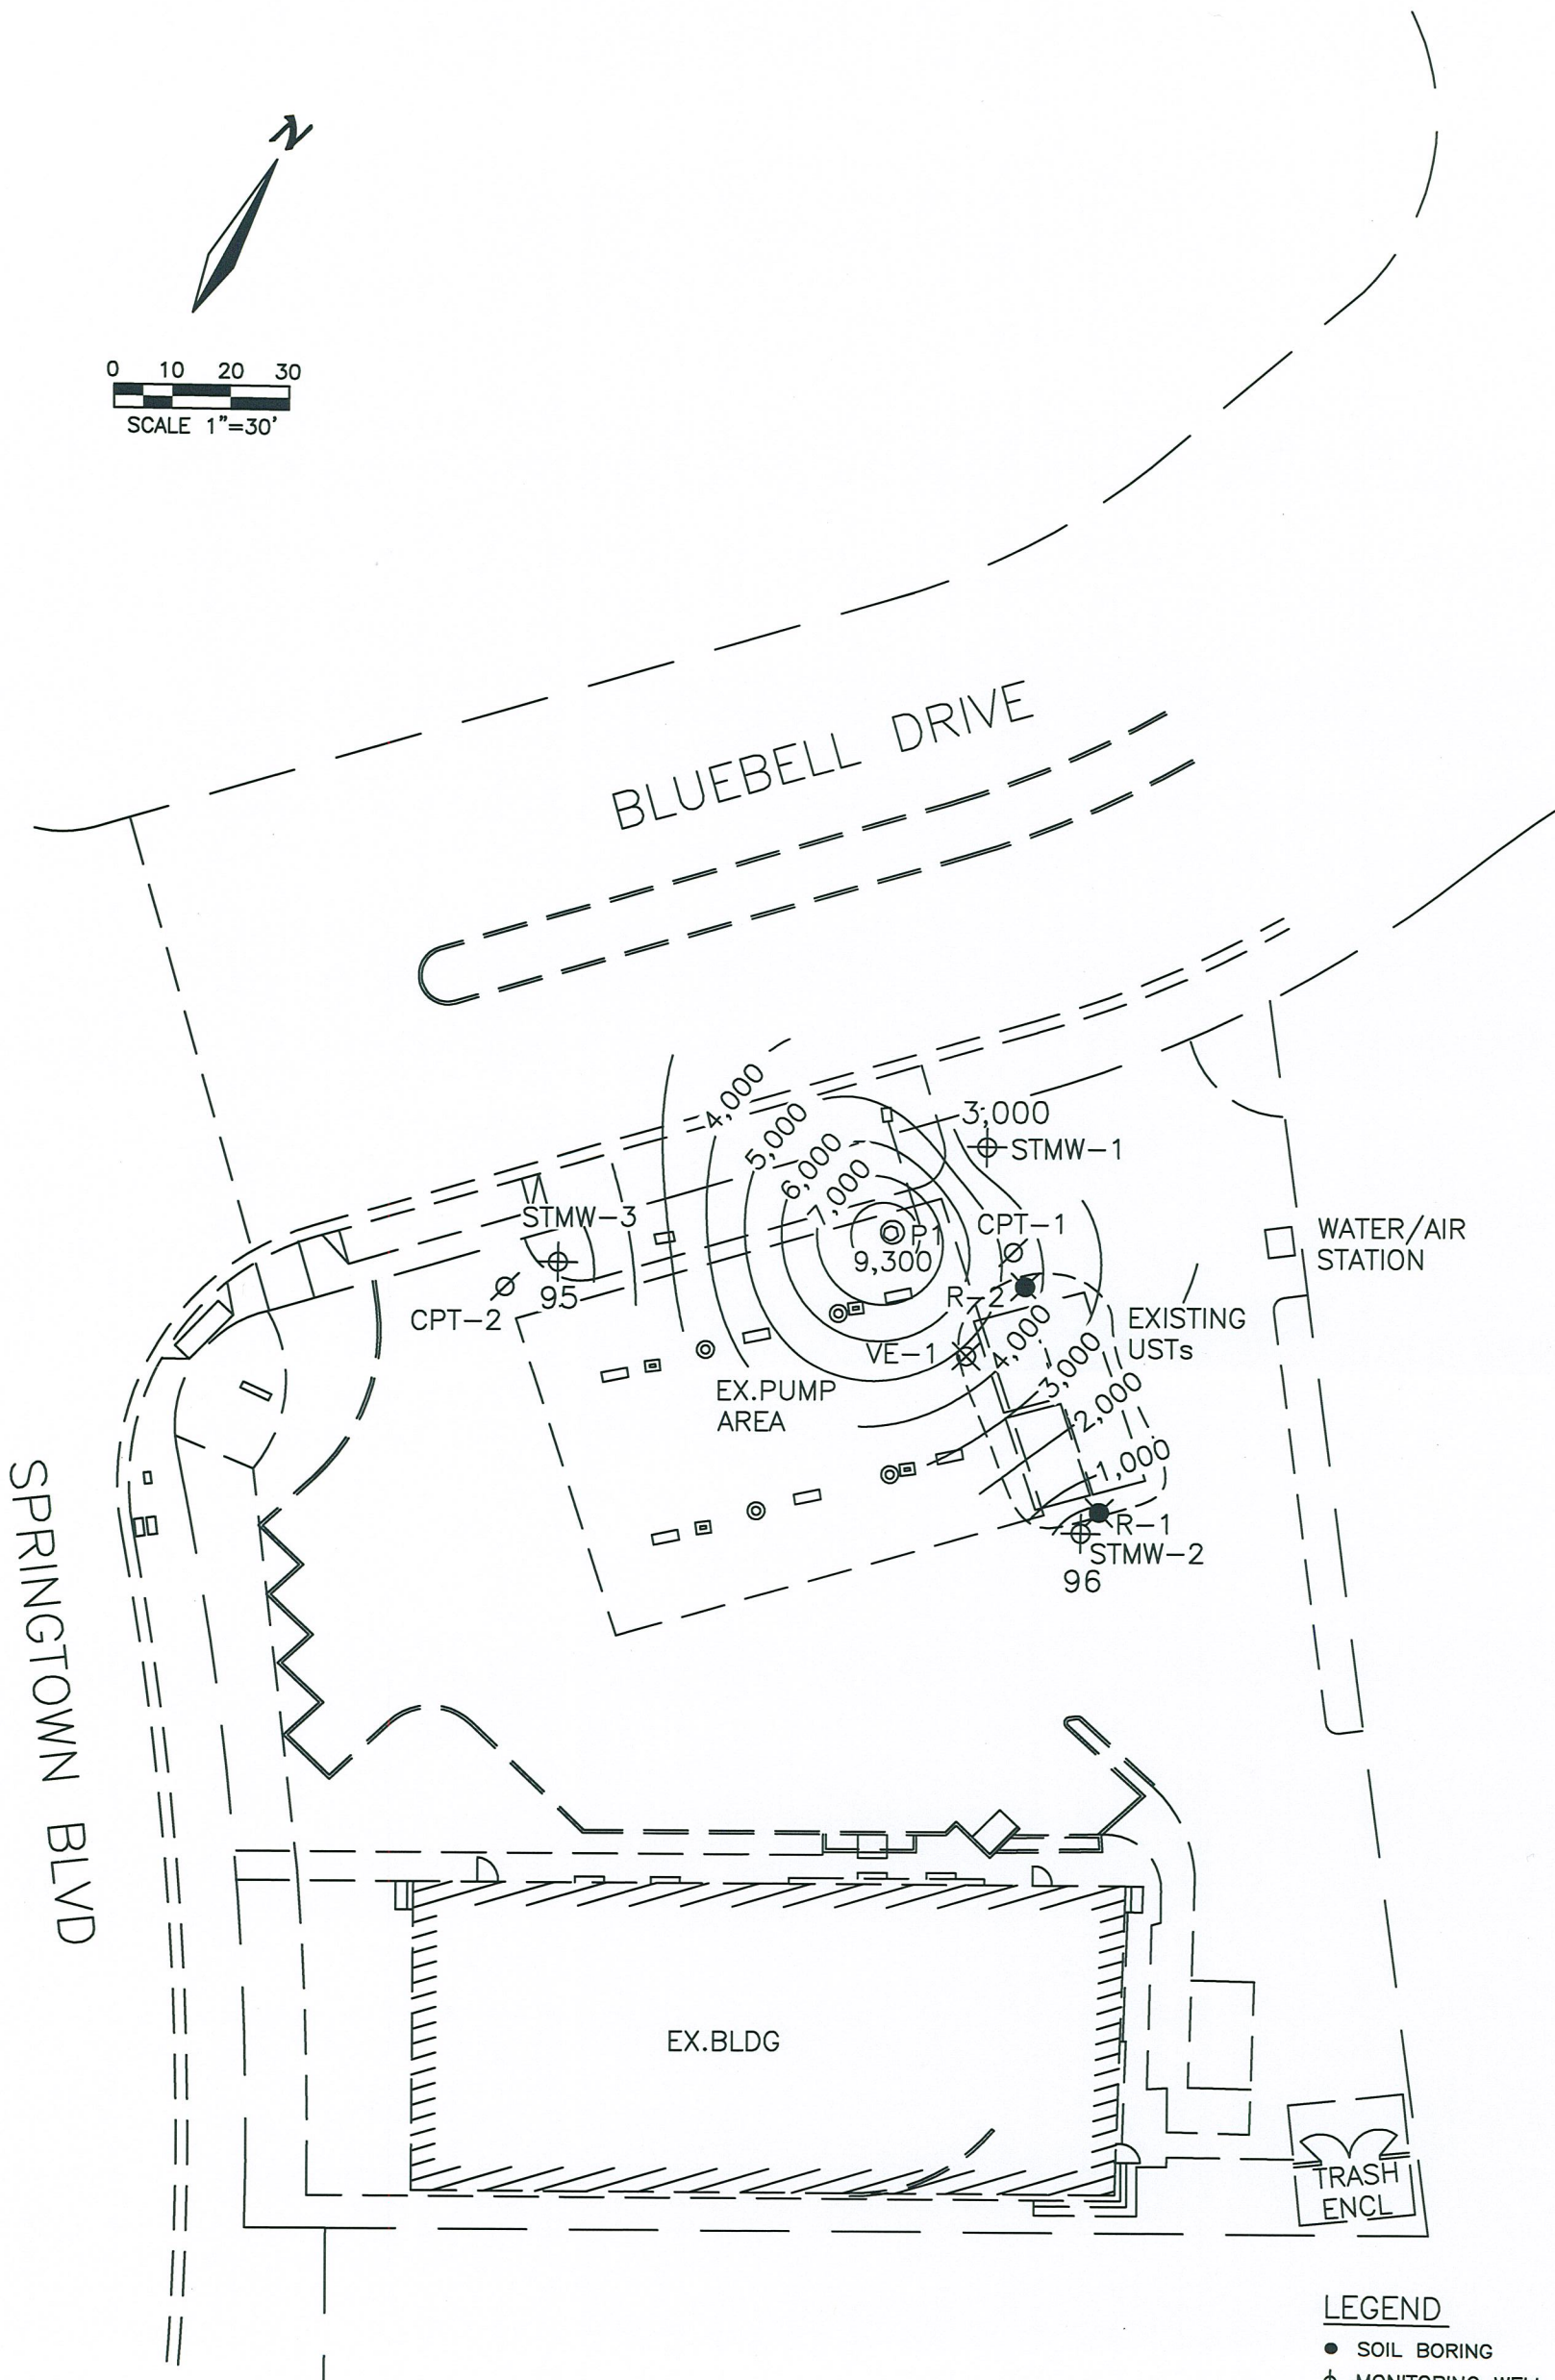 N
0 10 20 30
SCALE 1"=30'
BLUEBELL DRIVE
4,000
5,000
6,000
7,000
3,000
STMW-1
STMW-3
CPT-1
P1
9,300
95
CPT-2
R-2
WATER/AIR
STATION
EXISTING
USTs
VE-1
4,000
3,000
2,000
1,000
EX.PUMP
AREA
R-1
STMW-2
96
SPRINGTOWN BLVD
EX.BLDG
TRASH
ENCL
LEGEND
SOIL BORING